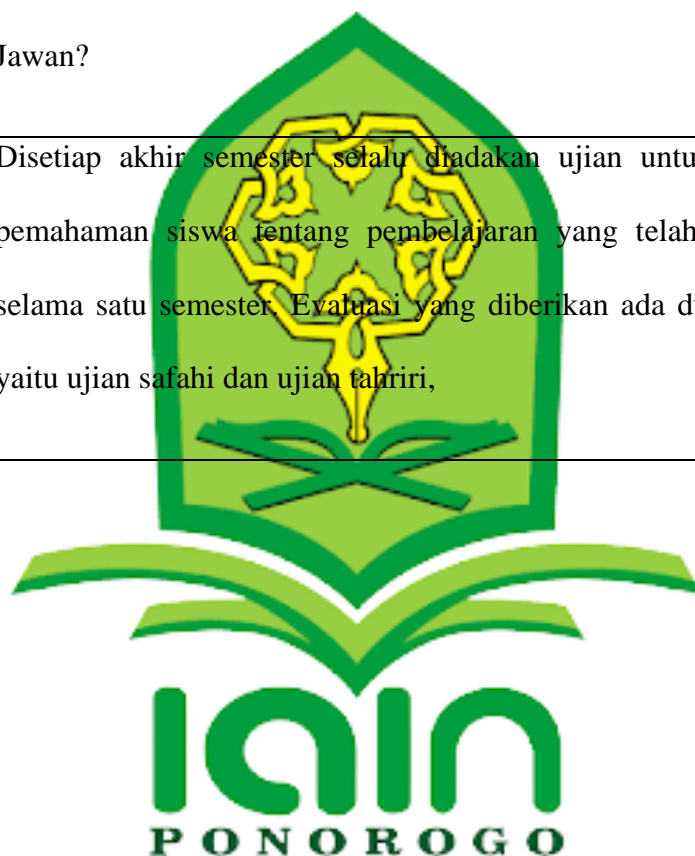 Jawan?
Disetiap akhir semester selalu diadakan ujian
pemahaman siswa tentang pembelajaran yang telah
selama satu semester. Evaluasi yang diberikan ada
yaitu ujian safahi dan ujian tahriri,
iain
PONOROGO